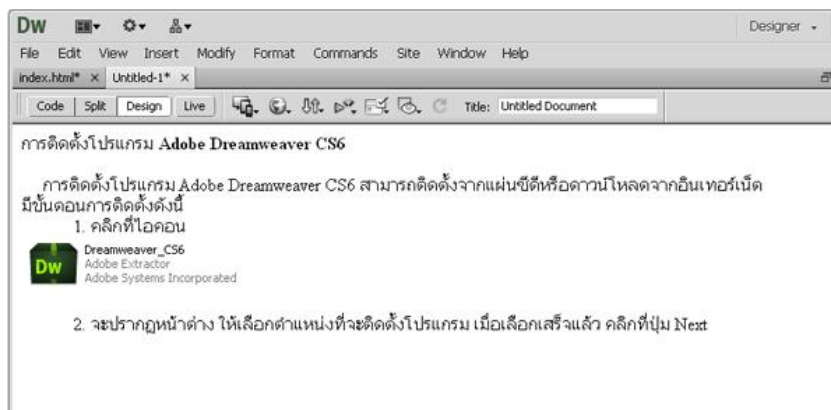 Dw Designer
File Edit View Insert Modify Format Commands Site Window Help
index.html* × Untitled-1* ×
Code Split Design Live Title: Untitled Document
การติดตั้งโปรแกรม Adobe Dreamweaver CS6
การติดตั้งโปรแกรม Adobe Dreamweaver CS6 สามารถติดตั้งจากแผ่นซีดีหรือดาวน์โหลดจากอินเทอร์เน็ต
มีขั้นตอนการติดตั้งดังนี้
1. คลิกที่ไอคอน
Dw Dreamweaver_CS6
Adobe Extractor
Adobe Systems Incorporated
2. จะปรากฏหน้าต่าง ให้เลือกตำแหน่งที่จะติดตั้งโปรแกรม เมื่อเลือกเสร็จแล้ว คลิกที่ปุ่ม Next